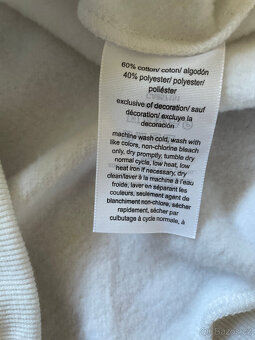 60% cotton/coton/algodón
40% polyester/polyester/
poliéster
exclusive of decoration/sauf
décoration/excluye la
decoración
machine wash cold, wash with
like colors, non-chlorine bleach
only, dry promptly, tumble dry
normal cycle, low heat, low
heat iron if necessary, dry
clean/laver à la machine à l'eau
froide, laver en séparant les
couleurs, seulement agent de
blanchiment non-chlore, sécher
rapidement, sécher par
culbutage à cycle normale, à